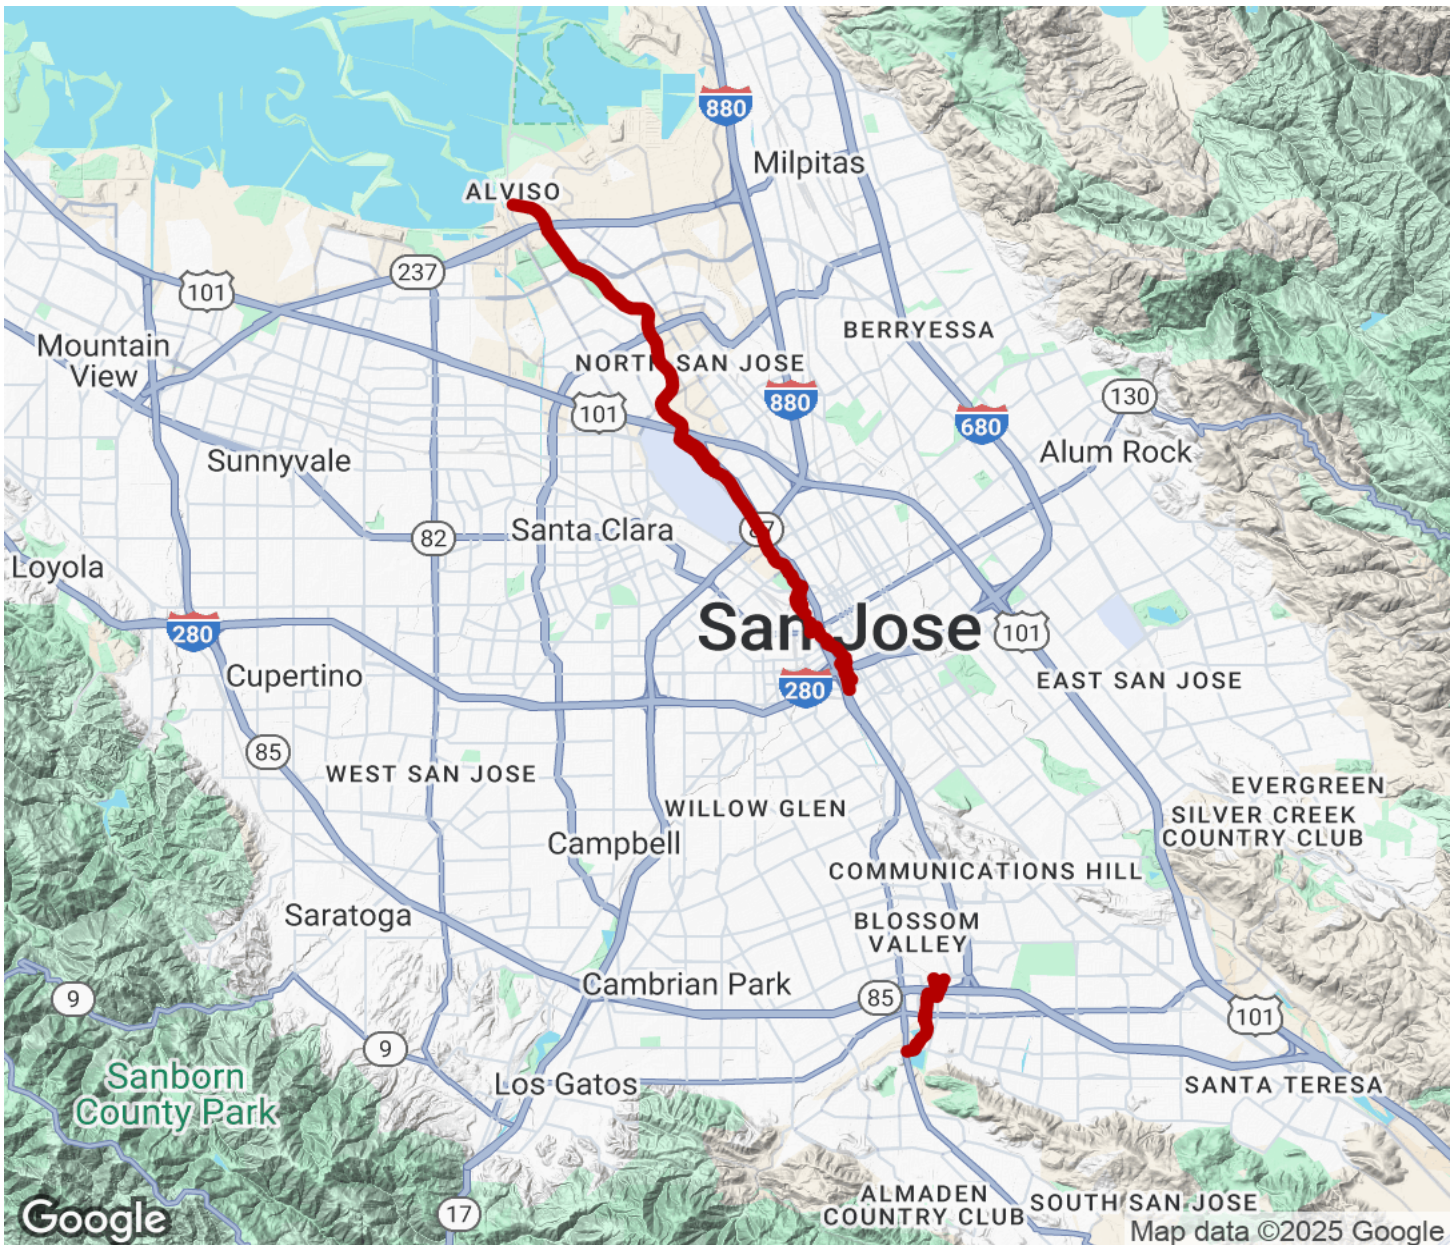 880
Milpitas
ALVISO
237
101
BERRYESSA
Mountain
View
NORTH SAN JOSE
880
130
101
680
Alum Rock
Sunnyvale
87
Santa Clara
82
Loyola
280
San Jose
101
Cupertino
280
EAST SAN JOSE
85
WEST SAN JOSE
EVERGREEN
WILLOW GLEN
SILVER CREEK
COUNTRY CLUB
Campbell
COMMUNICATIONS HILL
Saratoga
BLOSSOM
VALLEY
Cambrian Park
9
85
101
9
Sanborn
County Park
Los Gatos
SANTA TERESA
ALMADEN
COUNTRY CLUB
SOUTH SAN JOSE
17
Google
Map data ©2025 Google